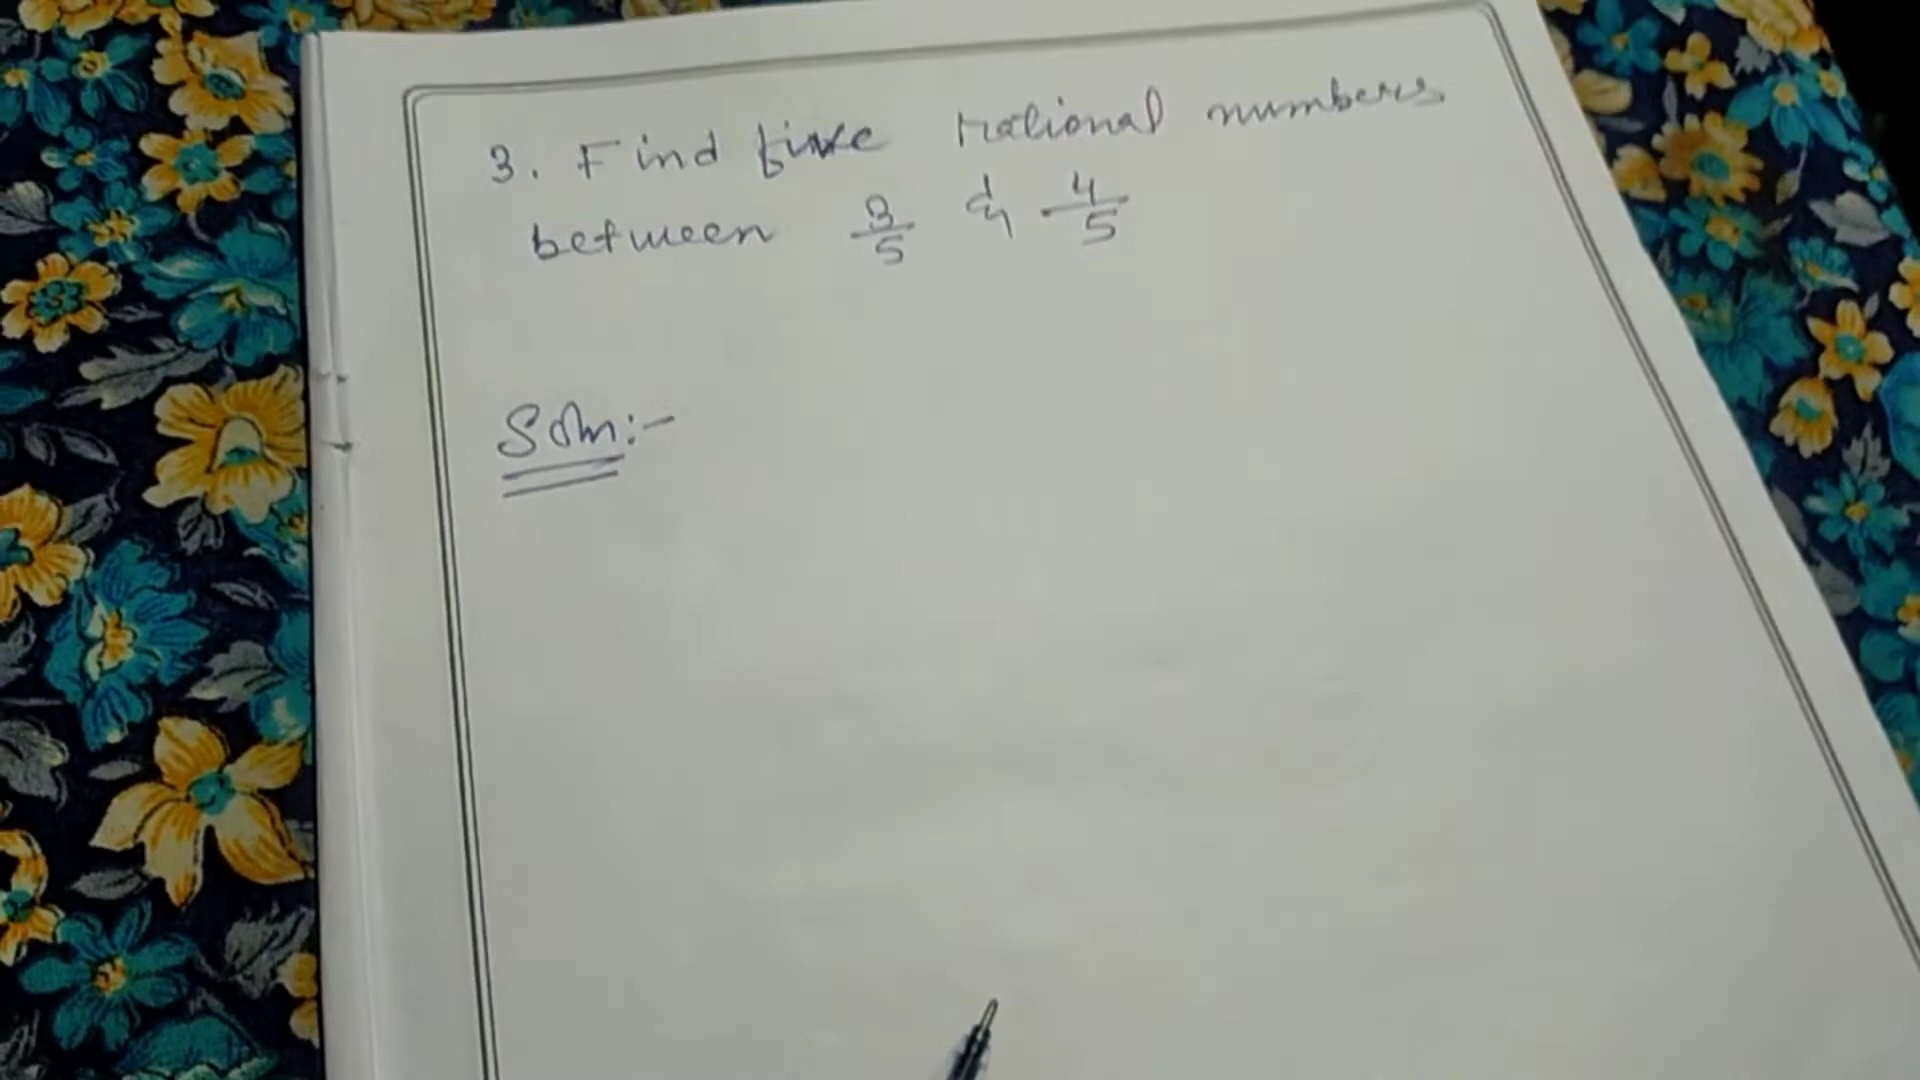 3. Find five rational numbers
between 3/5 & 4/5
Soln:-